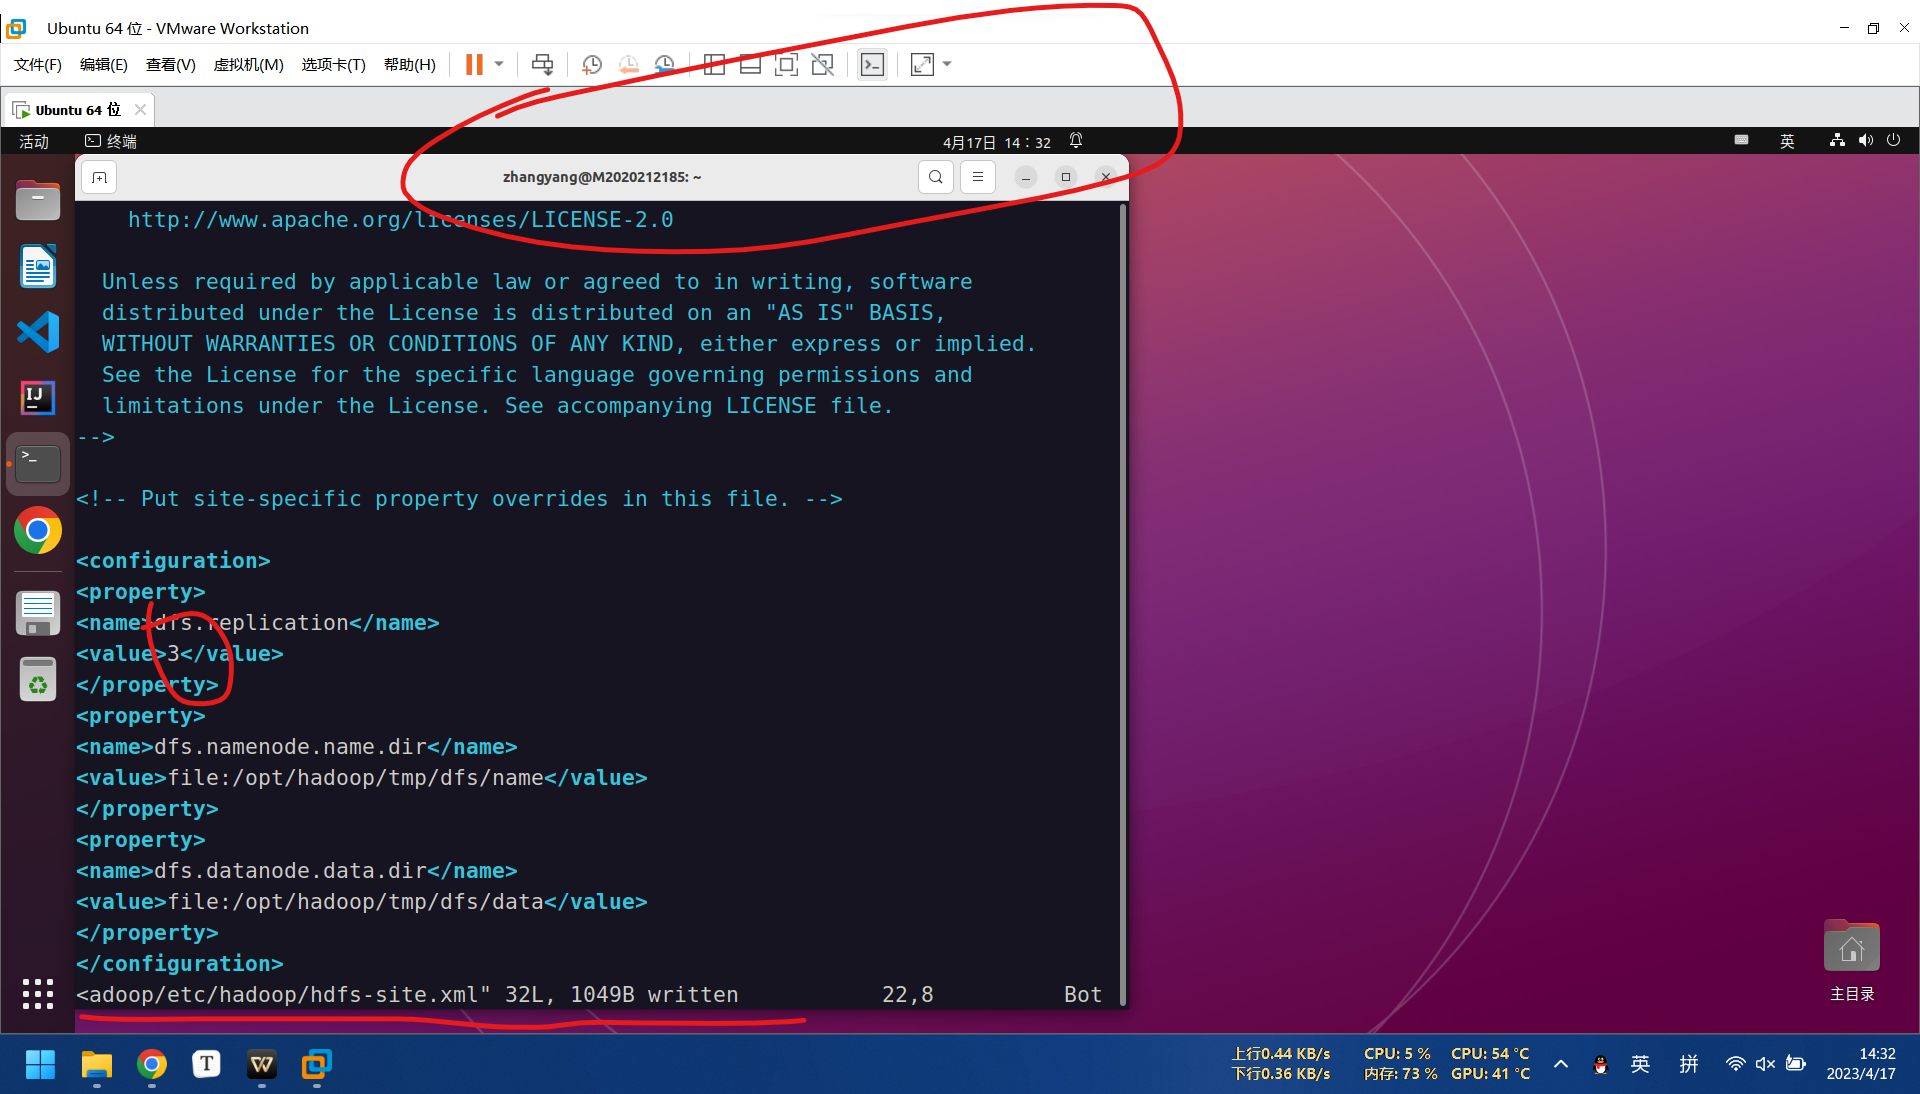 Ubuntu 64 位 - VMware Workstation
文件(F) 编辑(E) 查看(V) 虚拟机(M) 选项卡(T) 帮助(H)
Ubuntu 64 位
活动 终端 4月17日 14：32 英
zhangyang@M2020212185: ~
http://www.apache.org/licenses/LICENSE-2.0
Unless required by applicable law or agreed to in writing, software
distributed under the License is distributed on an "AS IS" BASIS,
WITHOUT WARRANTIES OR CONDITIONS OF ANY KIND, either express or implied.
See the License for the specific language governing permissions and
limitations under the License. See accompanying LICENSE file.
-->
<!-- Put site-specific property overrides in this file. -->
<configuration>
<property>
<name>dfs.replication</name>
<value>3</value>
</property>
<property>
<name>dfs.namenode.name.dir</name>
<value>file:/opt/hadoop/tmp/dfs/name</value>
</property>
<property>
<name>dfs.datanode.data.dir</name>
<value>file:/opt/hadoop/tmp/dfs/data</value>
</property>
</configuration>
<adoop/etc/hadoop/hdfs-site.xml" 32L, 1049B written 22,8 Bot
主目录
上行0.44 KB/s CPU: 5 % CPU: 54 °C
下行0.36 KB/s 内存: 73 % GPU: 41 °C
英 拼
14:32
2023/4/17